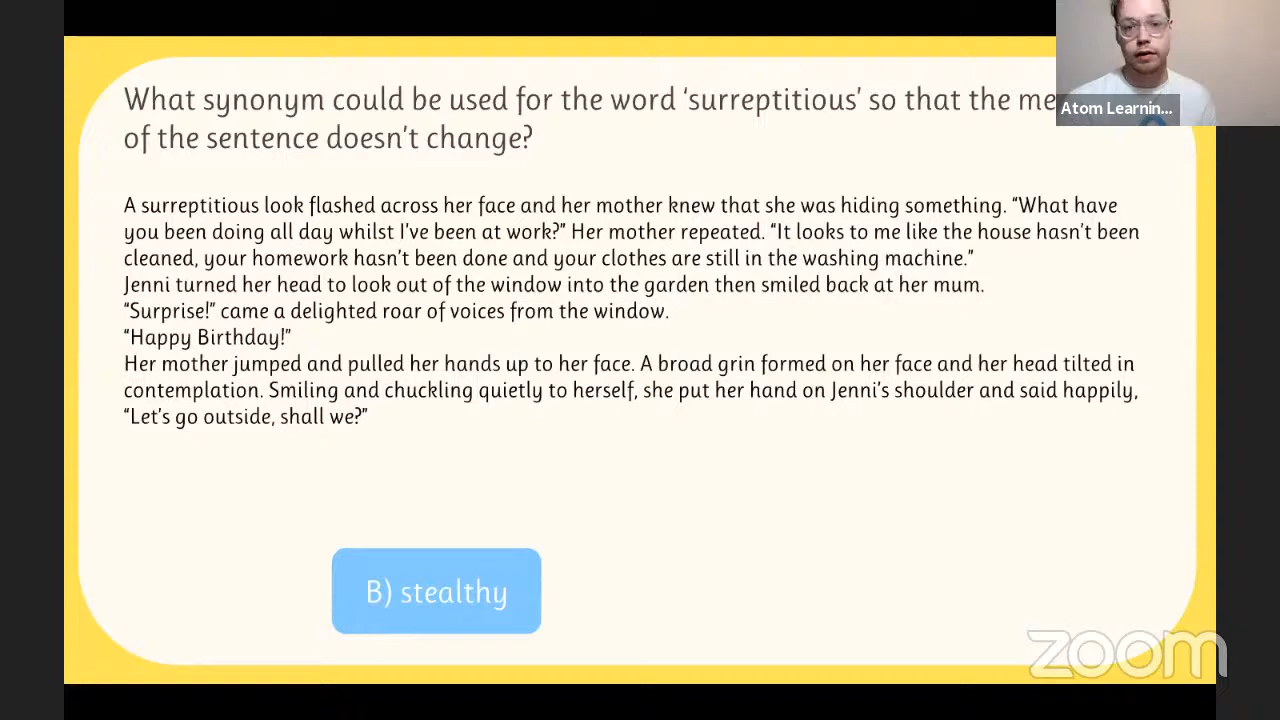 What synonym could be used for the word ‘surreptitious’ so that the
of the sentence doesn’t change?
Atom Learnin...
A surreptitious look flashed across her face and her mother knew that she was hiding something. “What have
you been doing all day whilst I’ve been at work?” Her mother repeated. “It looks to me like the house hasn’t been
cleaned, your homework hasn’t been done and your clothes are still in the washing machine.”
Jenni turned her head to look out of the window into the garden then smiled back at her mum.
“Surprise!” came a delighted roar of voices from the window.
“Happy Birthday!”
Her mother jumped and pulled her hands up to her face. A broad grin formed on her face and her head tilted in
contemplation. Smiling and chuckling quietly to herself, she put her hand on Jenni’s shoulder and said happily,
“Let’s go outside, shall we?”
B) stealthy
zoom